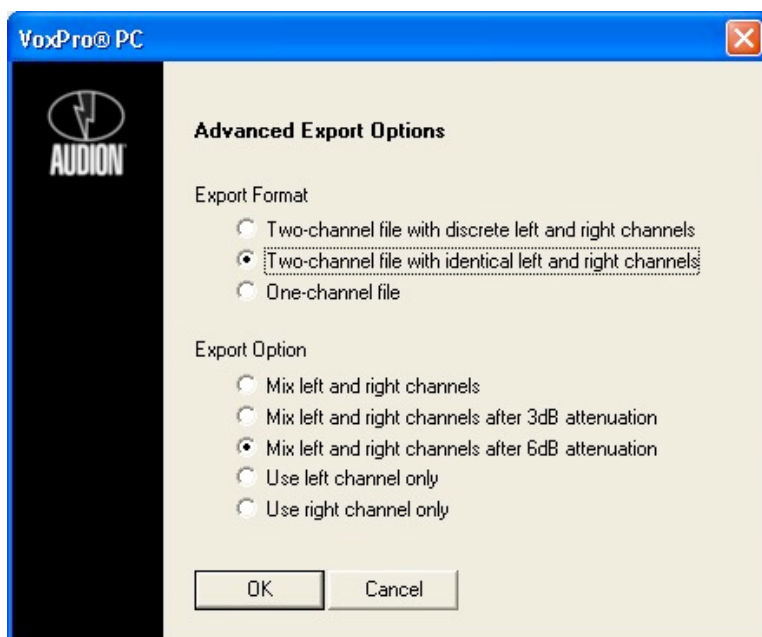 VoxPro® PC
AUDION
Advanced Export Options
Export Format
Two-channel file with discrete left and right channels
Two-channel file with identical left and right channels
One-channel file
Export Option
Mix left and right channels
Mix left and right channels after 3dB attenuation
Mix left and right channels after 6dB attenuation
Use left channel only
Use right channel only
OK
Cancel